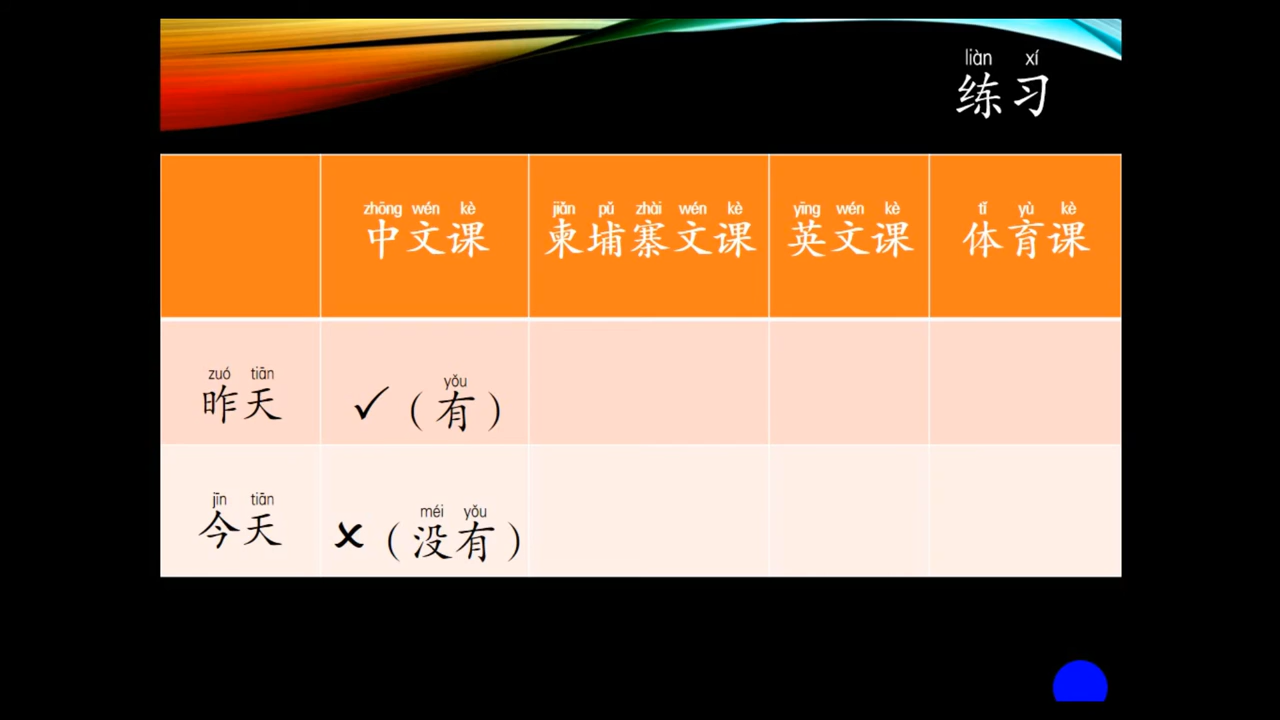 liàn xí
练习
zhōng wén kè
中文课
jiǎn pǔ zhài wén kè
柬埔寨文课
yīng wén kè
英文课
tǐ yù kè
体育课
zuó tiān
昨天
yǒu
✓（有）
jīn tiān
今天
méi yǒu
✗（没有）